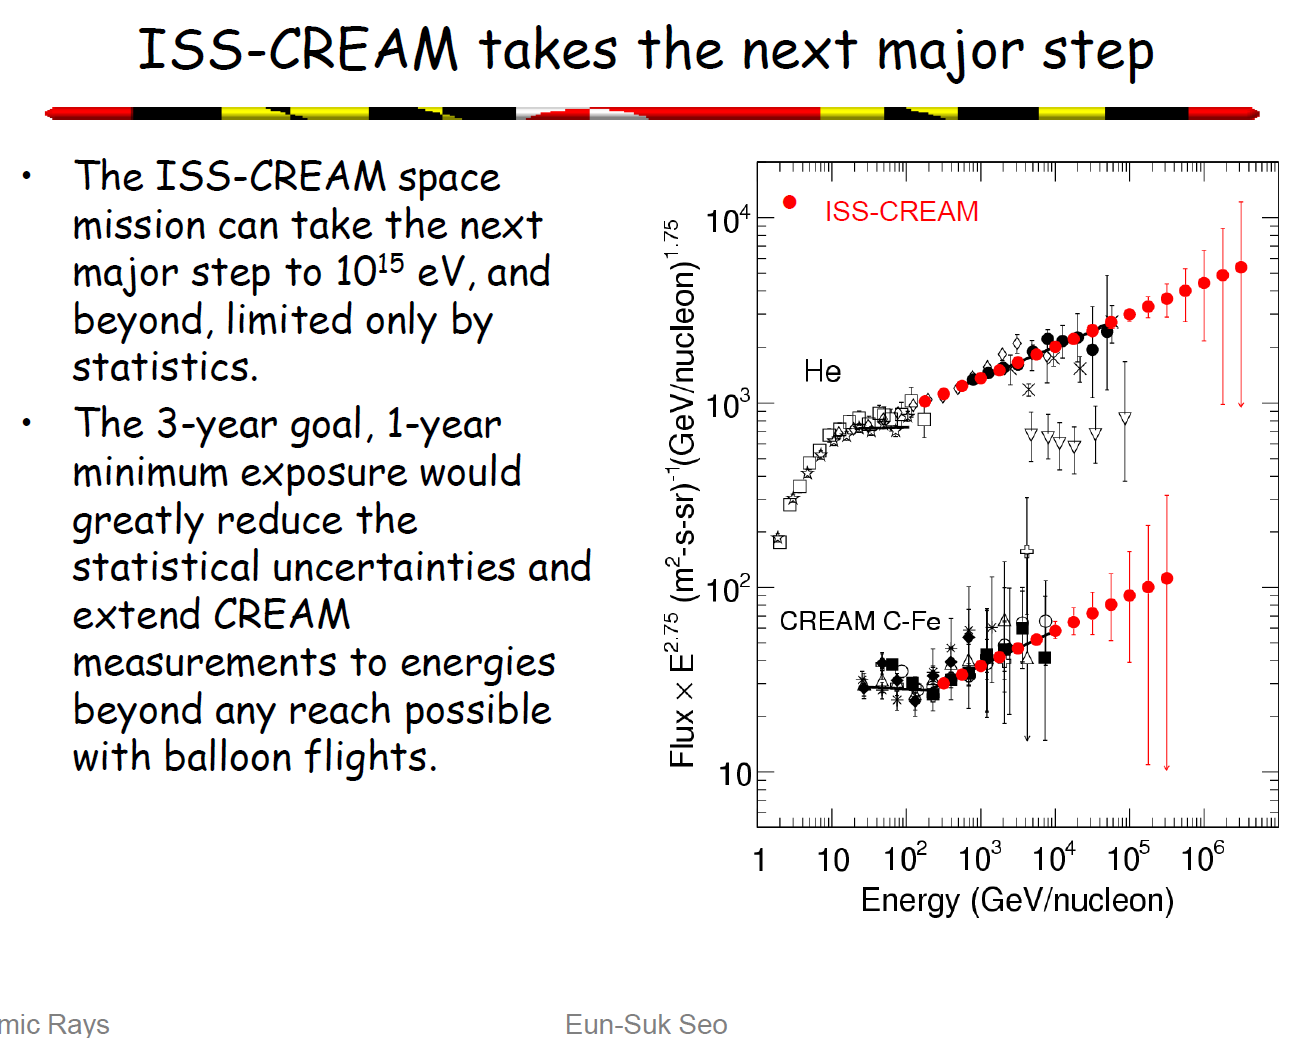 ISS-CREAM takes the next major step
• The ISS-CREAM space
mission can take the next
major step to 10¹⁵ eV, and
beyond, limited only by
statistics.
• The 3-year goal, 1-year
minimum exposure would
greatly reduce the
statistical uncertainties and
extend CREAM
measurements to energies
beyond any reach possible
with balloon flights.
ISS-CREAM
He
CREAM C-Fe
Flux × E²·⁷⁵ (m²-s-sr)⁻¹(GeV/nucleon)¹·⁷⁵
10⁴
10³
10²
10
1 10 10² 10³ 10⁴ 10⁵ 10⁶
Energy (GeV/nucleon)
mic Rays
Eun-Suk Seo